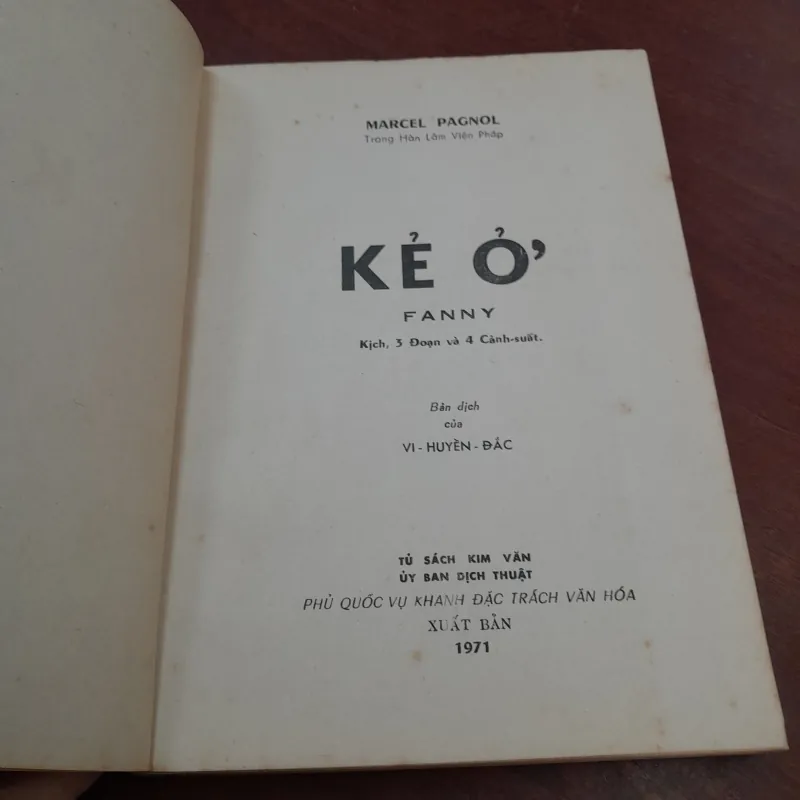 MARCEL PAGNOL
Trong Hàn Lâm Viện Pháp
KẺ Ở
FANNY
Kịch, 3 Đoạn và 4 Cảnh-suất.
Bản dịch
của
VI - HUYỀN - ĐẮC
TỦ SÁCH KIM VĂN
ỦY BAN DỊCH THUẬT
PHỦ QUỐC VỤ KHANH ĐẶC TRÁCH VĂN HÓA
XUẤT BẢN
1971